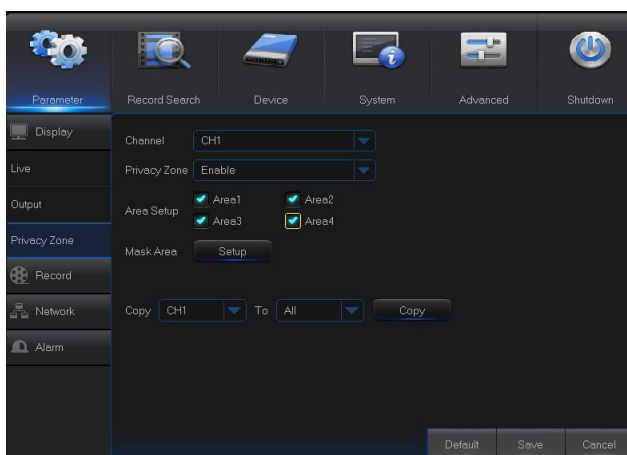 Parameter Record Search Device System Advanced Shutdown
Display
Live
Output
Privacy Zone
Record
Network
Alarm
Channel CH1
Privacy Zone Enable
Area Setup Area1 Area2
Area3 Area4
Mask Area Setup
Copy CH1 To All Copy
Default Save Cancel